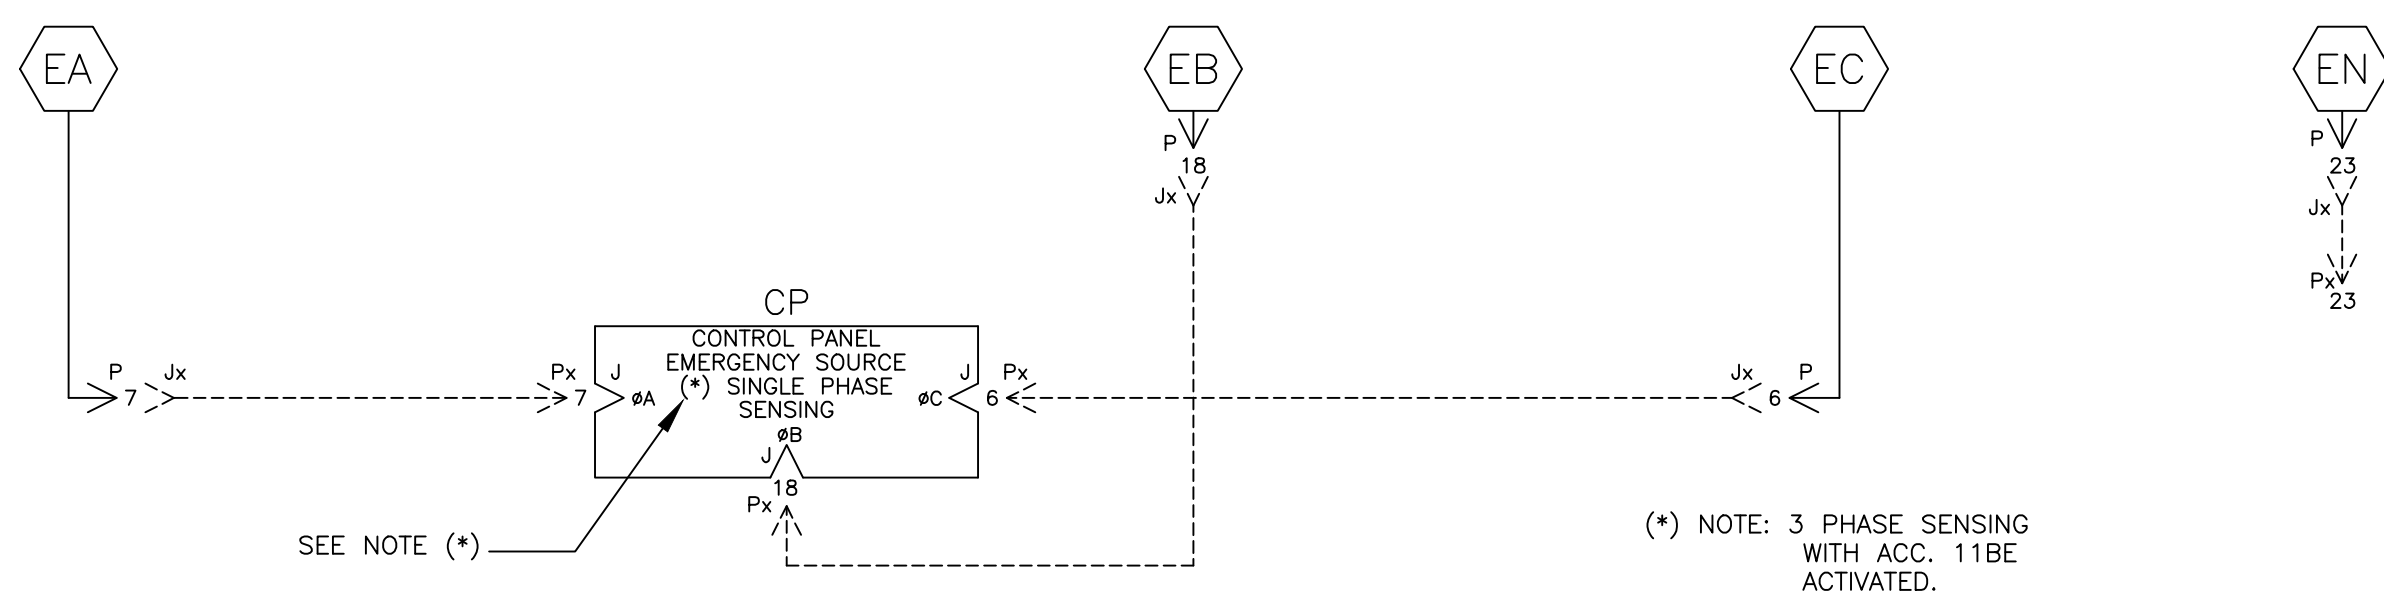 EA
EB
EC
EN
P
18
Jx
P
23
Jx
Px
23
CP
CONTROL PANEL
EMERGENCY SOURCE
(*) SINGLE PHASE
SENSING
P
7
Jx
Px
7
J
øA
øC
J
6
Px
Jx
6
P
øB
J
18
Px
SEE NOTE (*)
(*) NOTE: 3 PHASE SENSING
WITH ACC. 11BE
ACTIVATED.